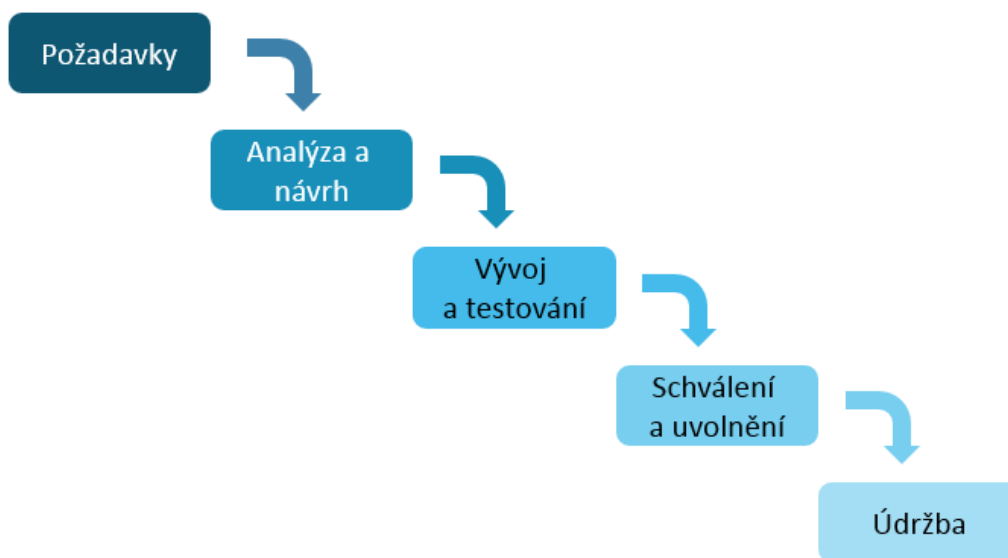 Požadavky
Analýza a
návrh
Vývoj
a testování
Schválení
a uvolnění
Údržba